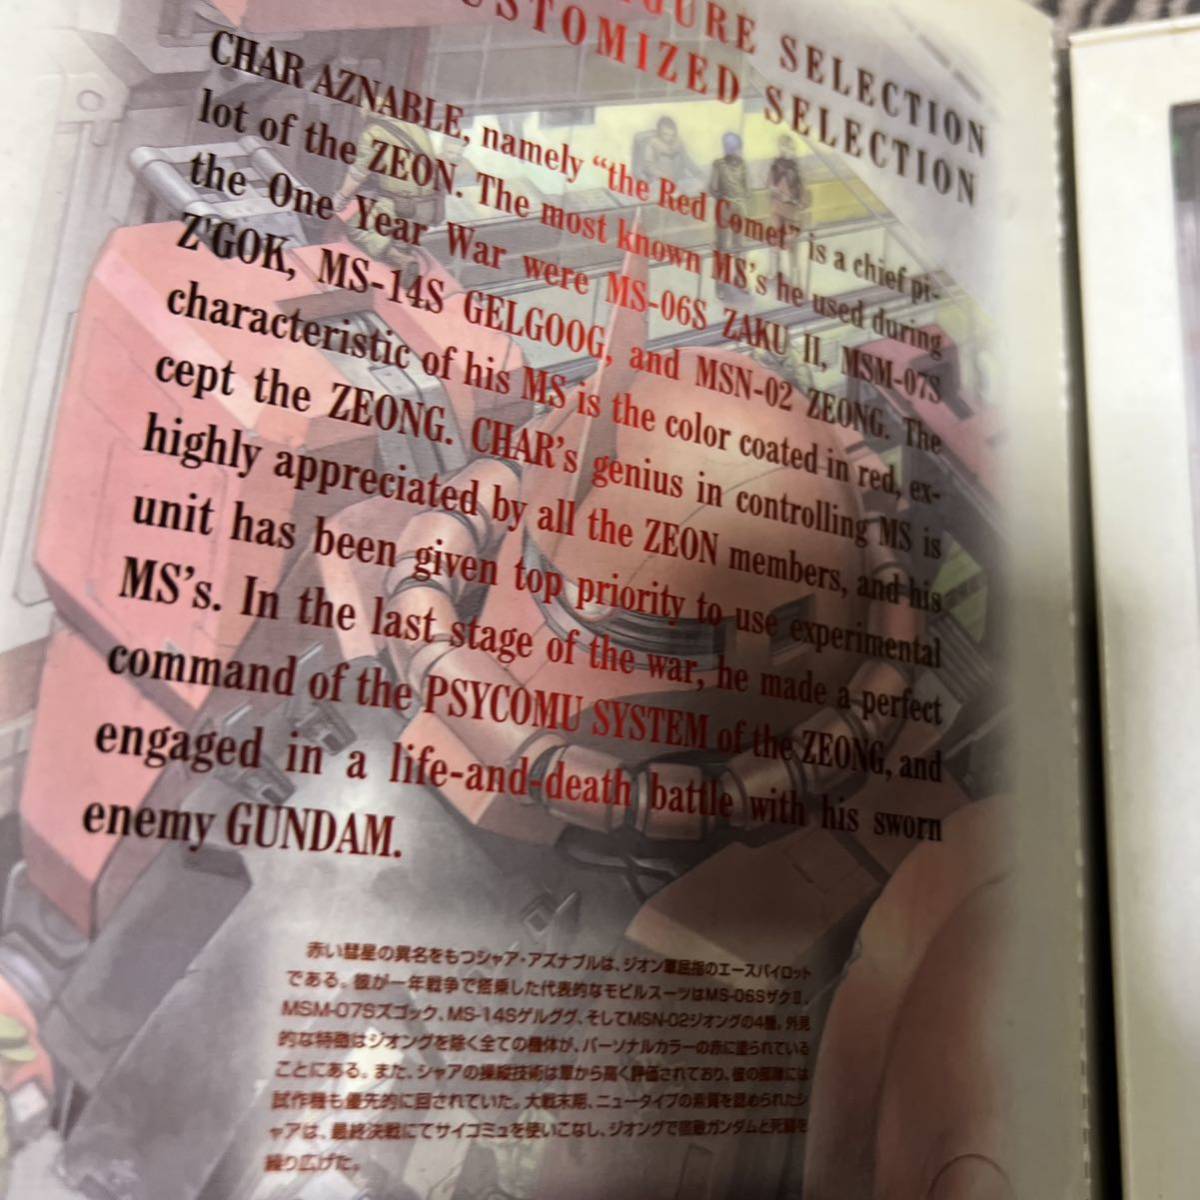 GURE SELECTION
USTOMIZED SELECTION
CHAR AZNABLE, namely “the Red Comet” is a chief pi-
lot of the ZEON. The most known MS’s he used during
the One Year War were MS-06S ZAKU II, MSM-07S
Z'GOK, MS-14S GELGOOG, and MSN-02 ZEONG. The
characteristic of his MS is the color coated in red, ex-
cept the ZEONG. CHAR’s genius in controlling MS is
highly appreciated by all the ZEON members, and his
unit has been given top priority to use experimental
MS’s. In the last stage of the war, he made a perfect
command of the PSYCOMU SYSTEM of the ZEONG, and
engaged in a life-and-death battle with his sworn
enemy GUNDAM.
赤い彗星の異名をもつシャア・アズナブルは、ジオン軍屈指のエースパイロット
である。彼が一年戦争で搭乗した代表的なモビルスーツはMS-06SザクⅡ、
MSM-07Sズゴック、MS-14Sゲルググ、そしてMSN-02ジオングの4種。外見
的な特徴はジオングを除く全ての機体が、パーソナルカラーの赤に塗られている
ことにある。また、シャアの操縦技術は軍から高く評価されており、彼の部隊には
試作機も優先的に回されていた。大戦末期、ニュータイプの素質を認められたシ
ャアは、最終決戦にてサイコミュを使いこなし、ジオングで宿敵ガンダムと死闘を
繰り広げた。